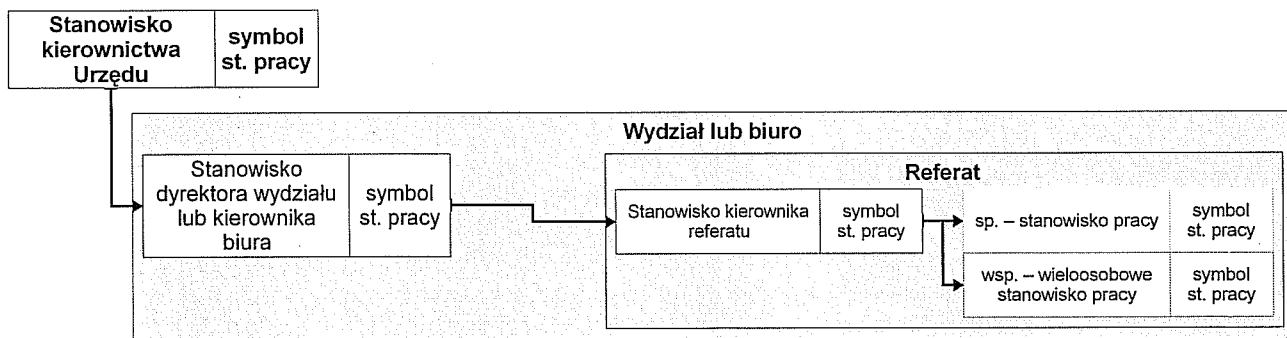 Stanowisko
kierownictwa
Urzędu
symbol
st. pracy
Wydział lub biuro
Stanowisko
dyrektora wydziału
lub kierownika
biura
symbol
st. pracy
Referat
Stanowisko kierownika
referatu
symbol
st. pracy
sp. – stanowisko pracy
symbol
st. pracy
wsp. – wieloosobowe
stanowisko pracy
symbol
st. pracy